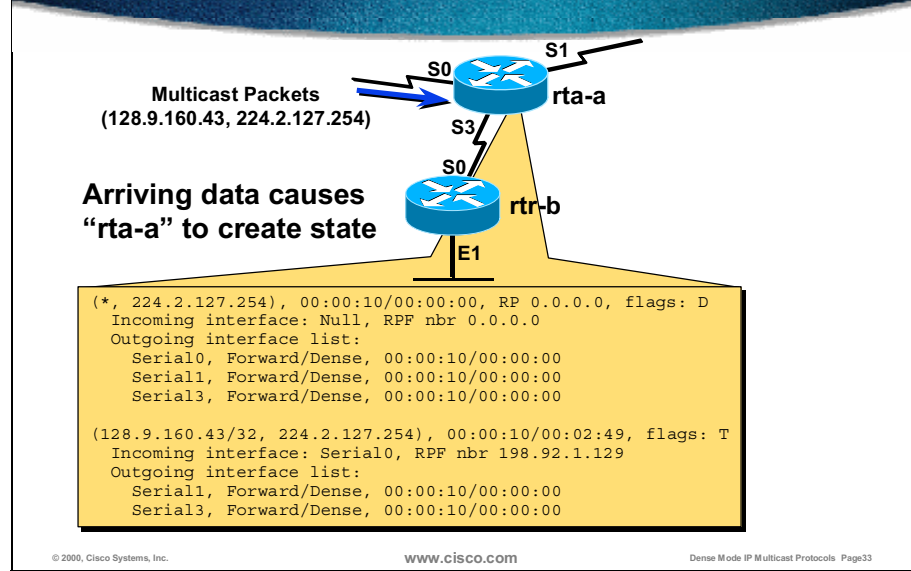 S1
S0
Multicast Packets
(128.9.160.43, 224.2.127.254)
rta-a
S3
S0
Arriving data causes
“rta-a” to create state
rtr-b
E1
(*, 224.2.127.254), 00:00:10/00:00:00, RP 0.0.0.0, flags: D
Incoming interface: Null, RPF nbr 0.0.0.0
Outgoing interface list:
Serial0, Forward/Dense, 00:00:10/00:00:00
Serial1, Forward/Dense, 00:00:10/00:00:00
Serial3, Forward/Dense, 00:00:10/00:00:00
(128.9.160.43/32, 224.2.127.254), 00:00:10/00:02:49, flags: T
Incoming interface: Serial0, RPF nbr 198.92.1.129
Outgoing interface list:
Serial1, Forward/Dense, 00:00:10/00:00:00
Serial3, Forward/Dense, 00:00:10/00:00:00
© 2000, Cisco Systems, Inc.
www.cisco.com
Dense Mode IP Multicast Protocols Page33